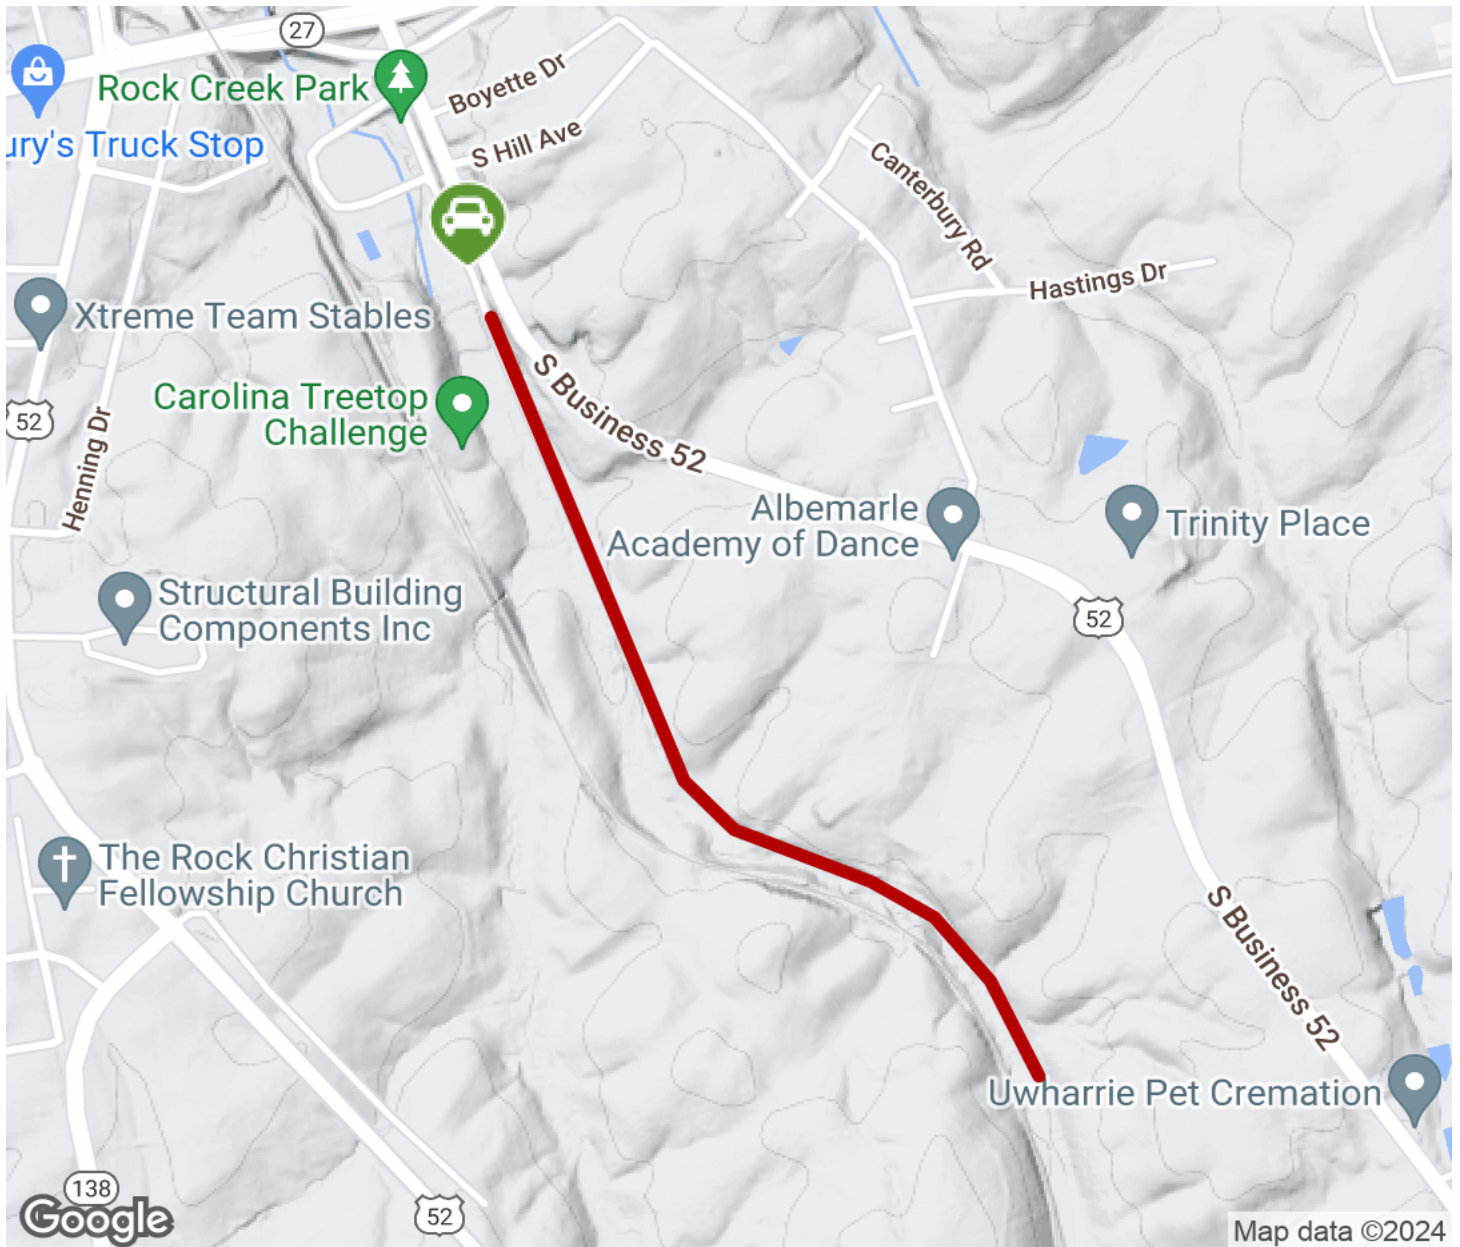 27
Rock Creek Park
Boyette Dr
ury's Truck Stop
S Hill Ave
Canterbury Rd
Hastings Dr
Xtreme Team Stables
S Business 52
Carolina Treetop
Challenge
52
Henning Dr
Albemarle
Academy of Dance
Trinity Place
Structural Building
Components Inc
52
The Rock Christian
Fellowship Church
S Business 52
Uwharrie Pet Cremation
138
52
Google
Map data ©2024